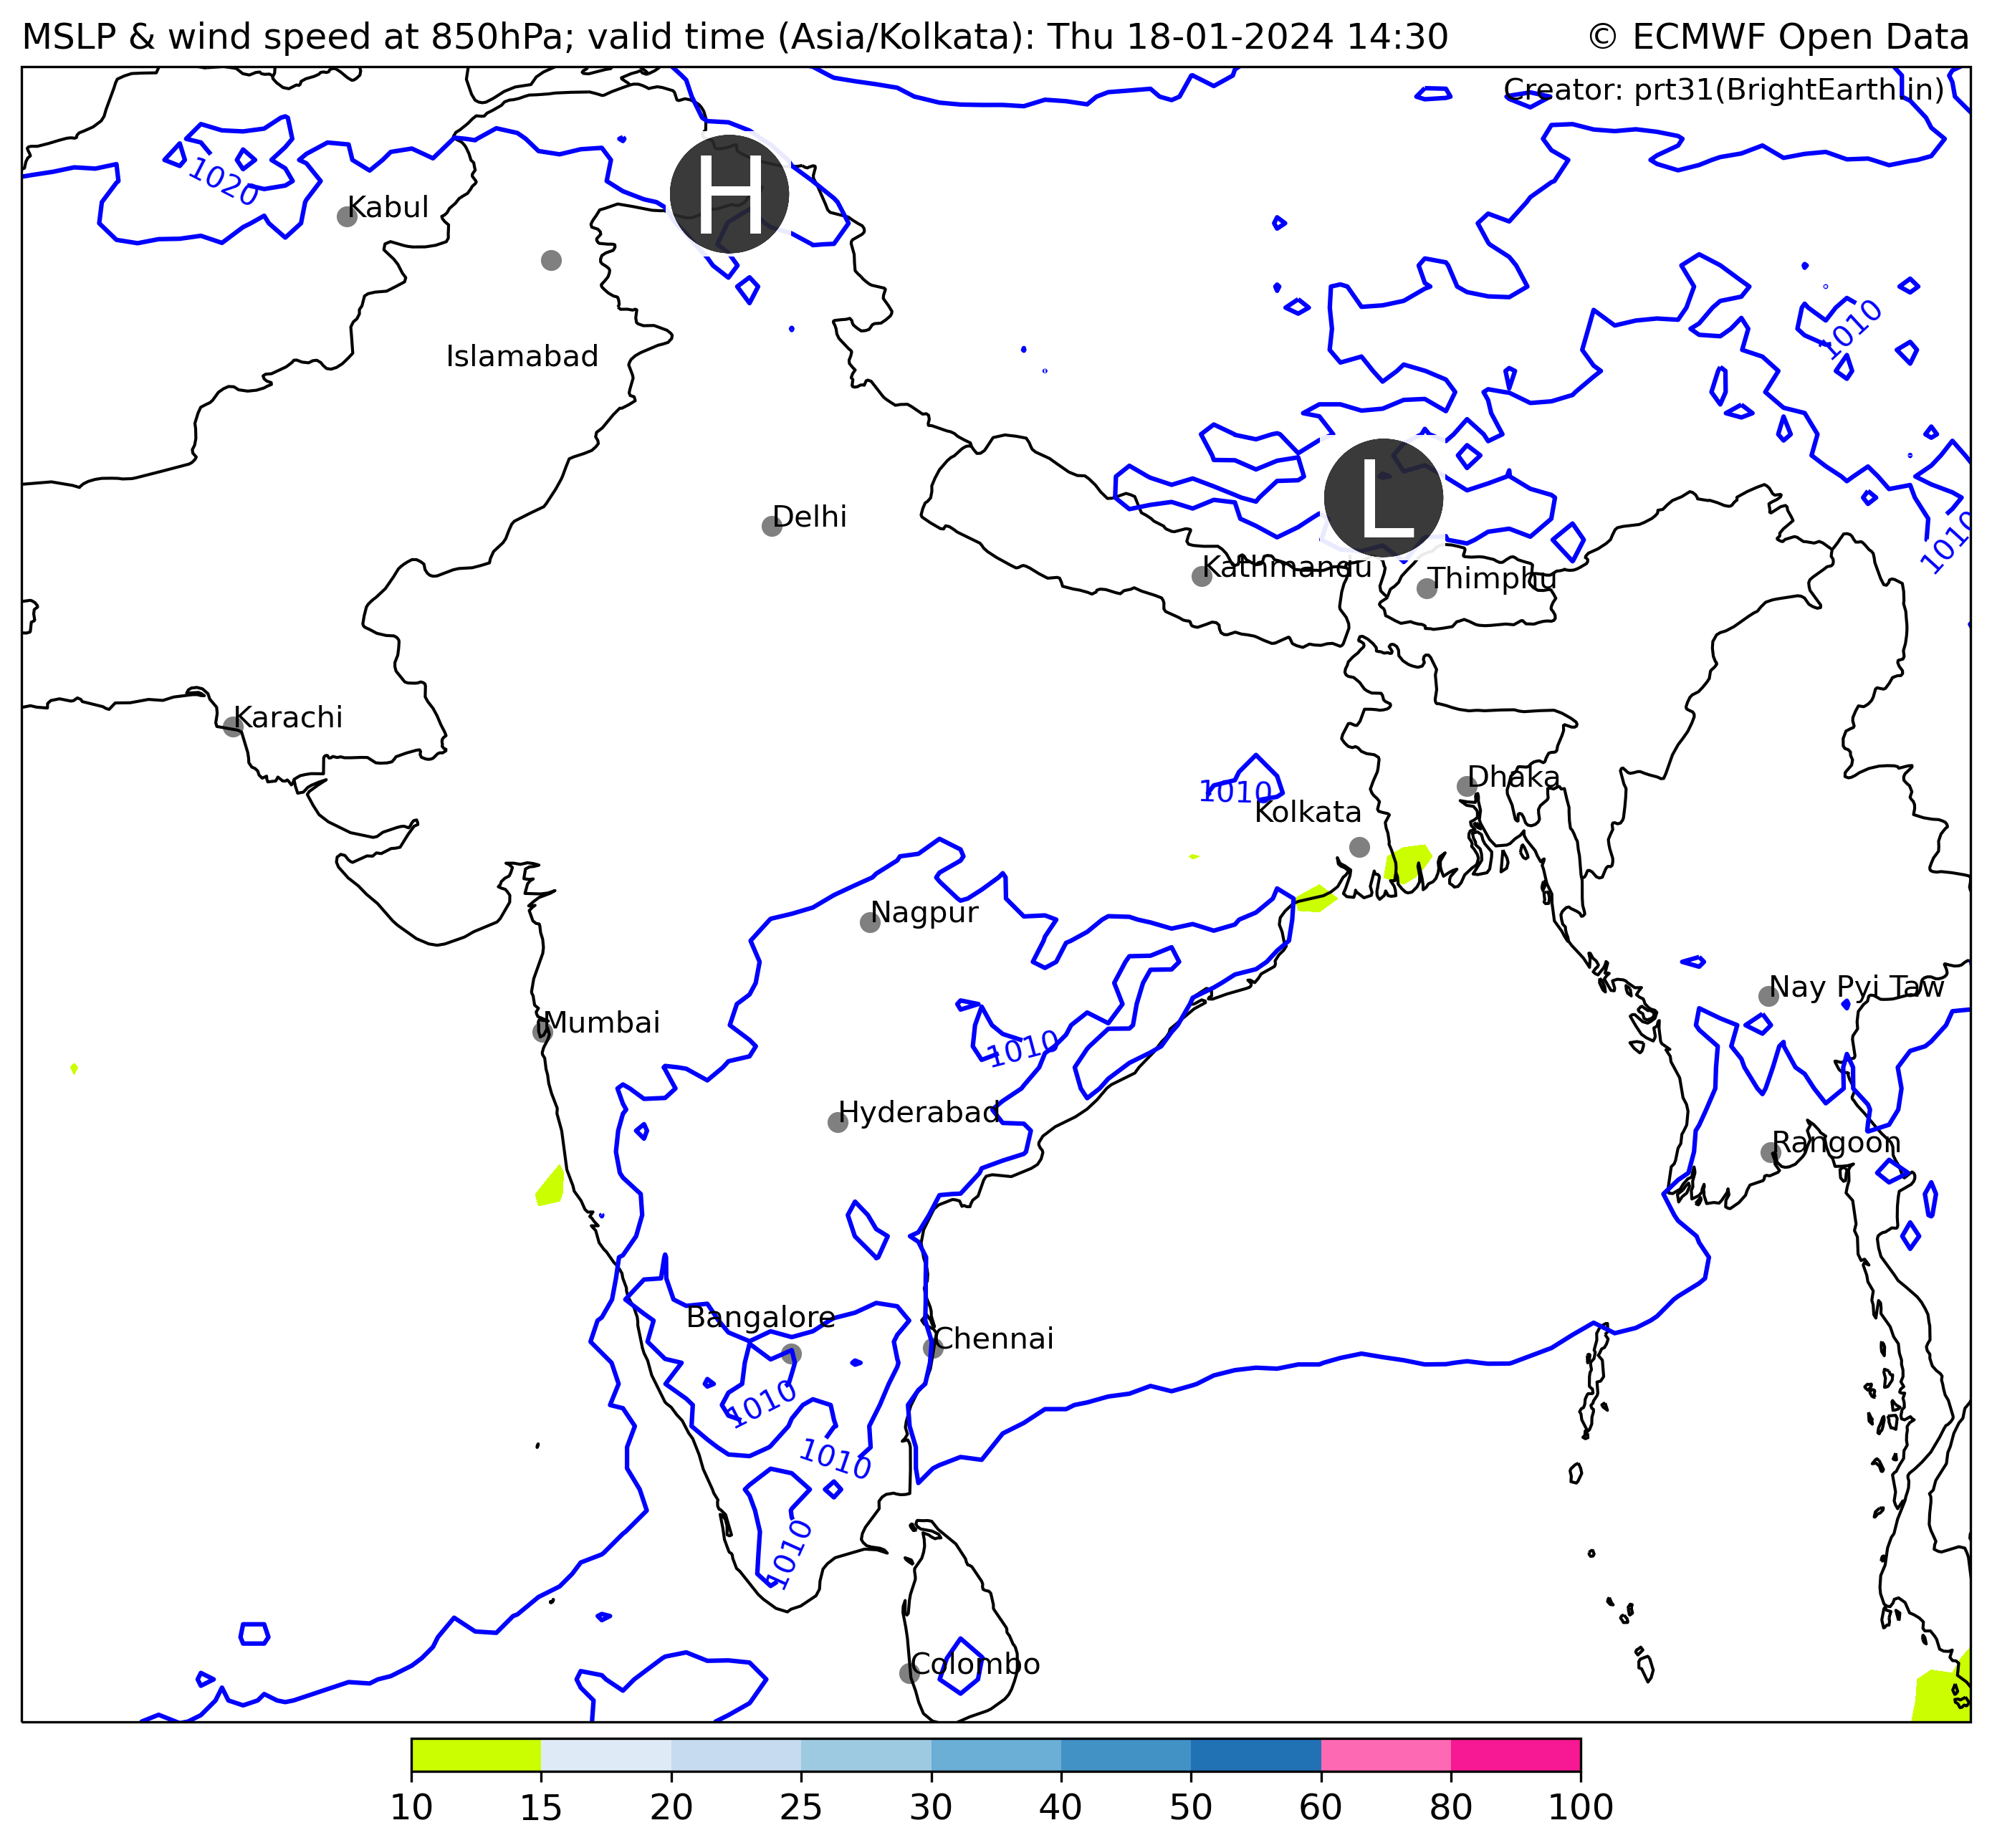 MSLP & wind speed at 850hPa; valid time (Asia/Kolkata): Thu 18-01-2024 14:30 © ECMWF Open Data
Creator: prt31(BrightEarth.in)
H
1020
Kabul
1010
Islamabad
L
Delhi
1010
Kathmandu
Thimphu
Karachi
Dhaka
1010
Kolkata
Nagpur
Nay Pyi Taw
Mumbai
1010
Hyderabad
Rangoon
Bangalore
Chennai
1010
1010
1010
Colombo
10 15 20 25 30 40 50 60 80 100